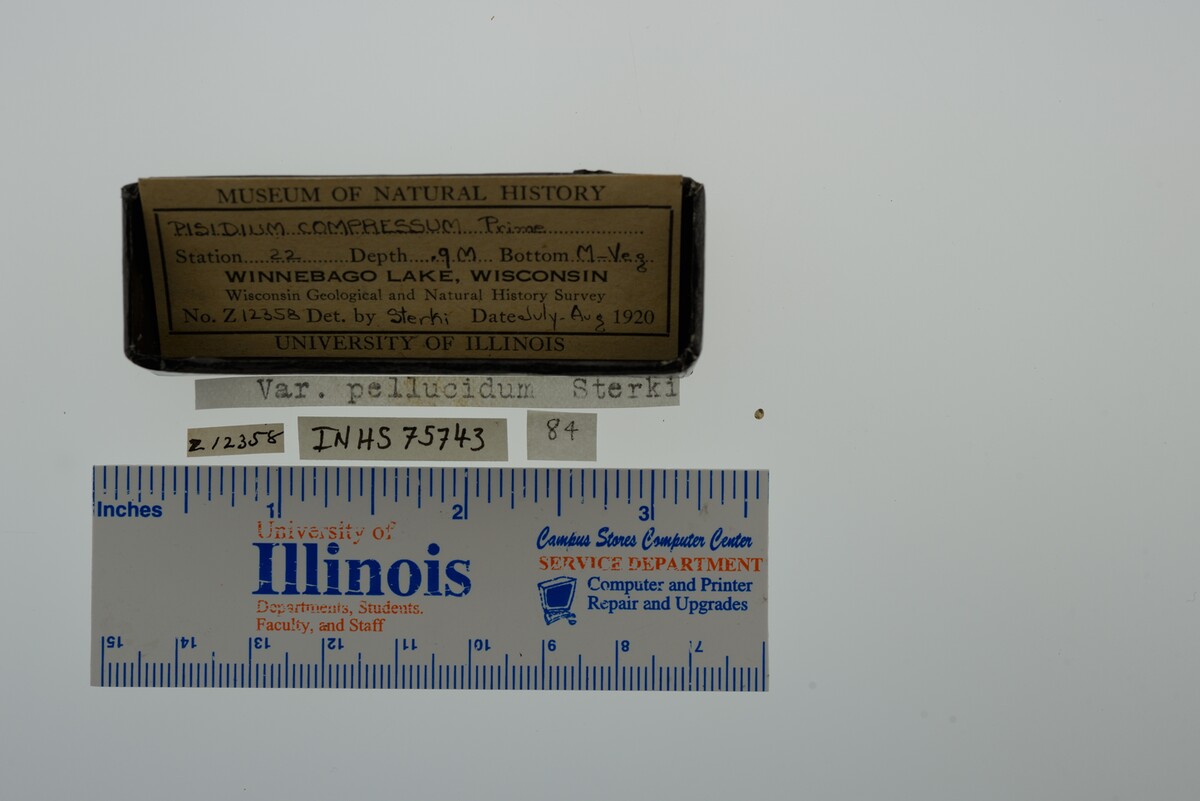 MUSEUM OF NATURAL HISTORY
PISIDIUM COMPRESSUM Prime
Station 22 Depth .9 M Bottom M-Veg.
WINNEBAGO LAKE, WISCONSIN
Wisconsin Geological and Natural History Survey
No. Z 12358 Det. by Sterki Date July-Aug 1920
UNIVERSITY OF ILLINOIS
Var. pellucidum Sterki
Z 12358
INHS 75743
84
Inches 1 2 3
University of
Illinois
Departments, Students.
Faculty, and Staff
Campus Stores Computer Center
SERVICE DEPARTMENT
Computer and Printer
Repair and Upgrades
15 14 13 12 11 10 9 8 7